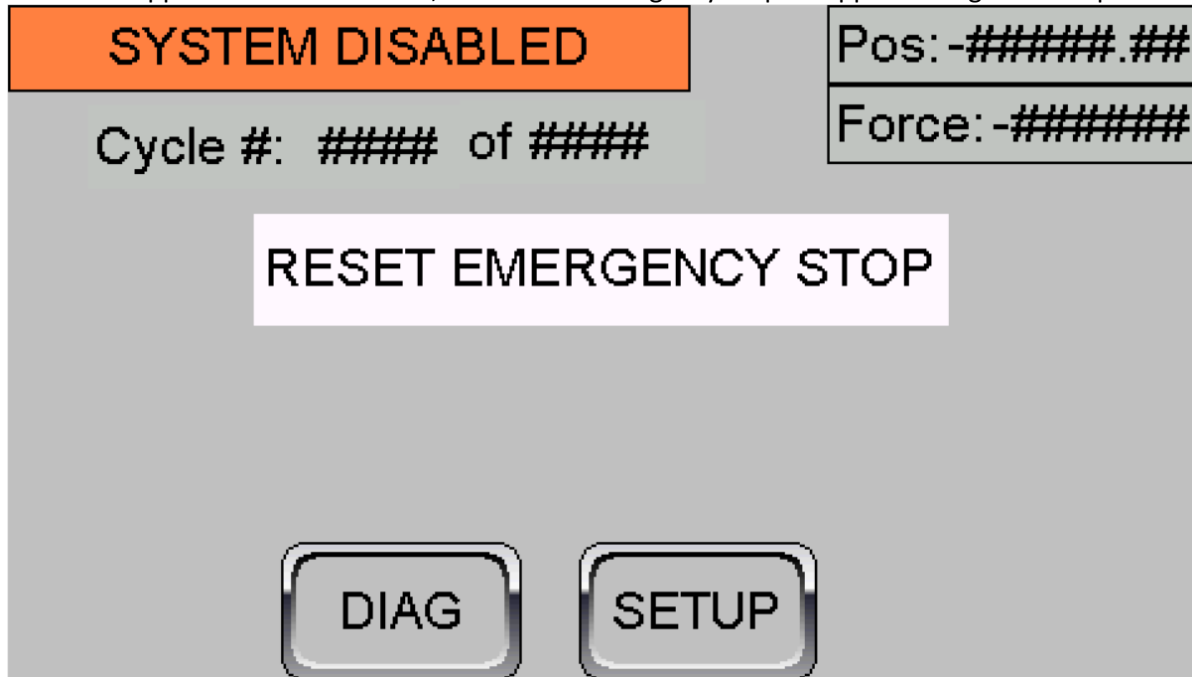 SYSTEM DISABLED
Pos: -#####.##
Cycle #: #### of ####
Force: -######
RESET EMERGENCY STOP
DIAG
SETUP